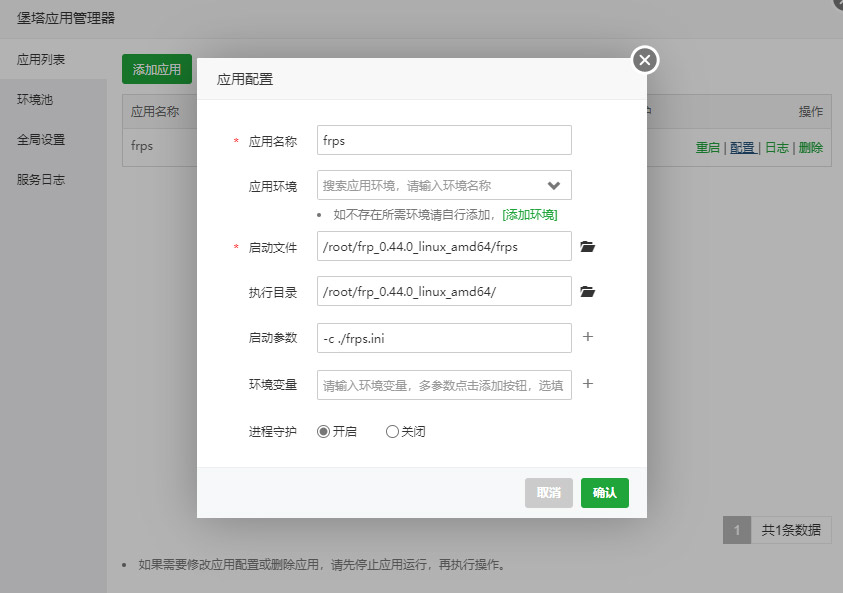 堡塔应用管理器
应用列表
环境池
全局设置
服务日志
添加应用
应用名称
操作
frps
重启 | 配置 | 日志 | 删除
应用配置
* 应用名称 frps
应用环境 搜索应用环境，请输入环境名称
• 如不存在所需环境请自行添加，[添加环境]
* 启动文件 /root/frp_0.44.0_linux_amd64/frps
执行目录 /root/frp_0.44.0_linux_amd64/
启动参数 -c ./frps.ini +
环境变量 请输入环境变量，多参数点击添加按钮，选填 +
进程守护 开启 关闭
取消 确认
1 共1条数据
• 如果需要修改应用配置或删除应用，请先停止应用运行，再执行操作。